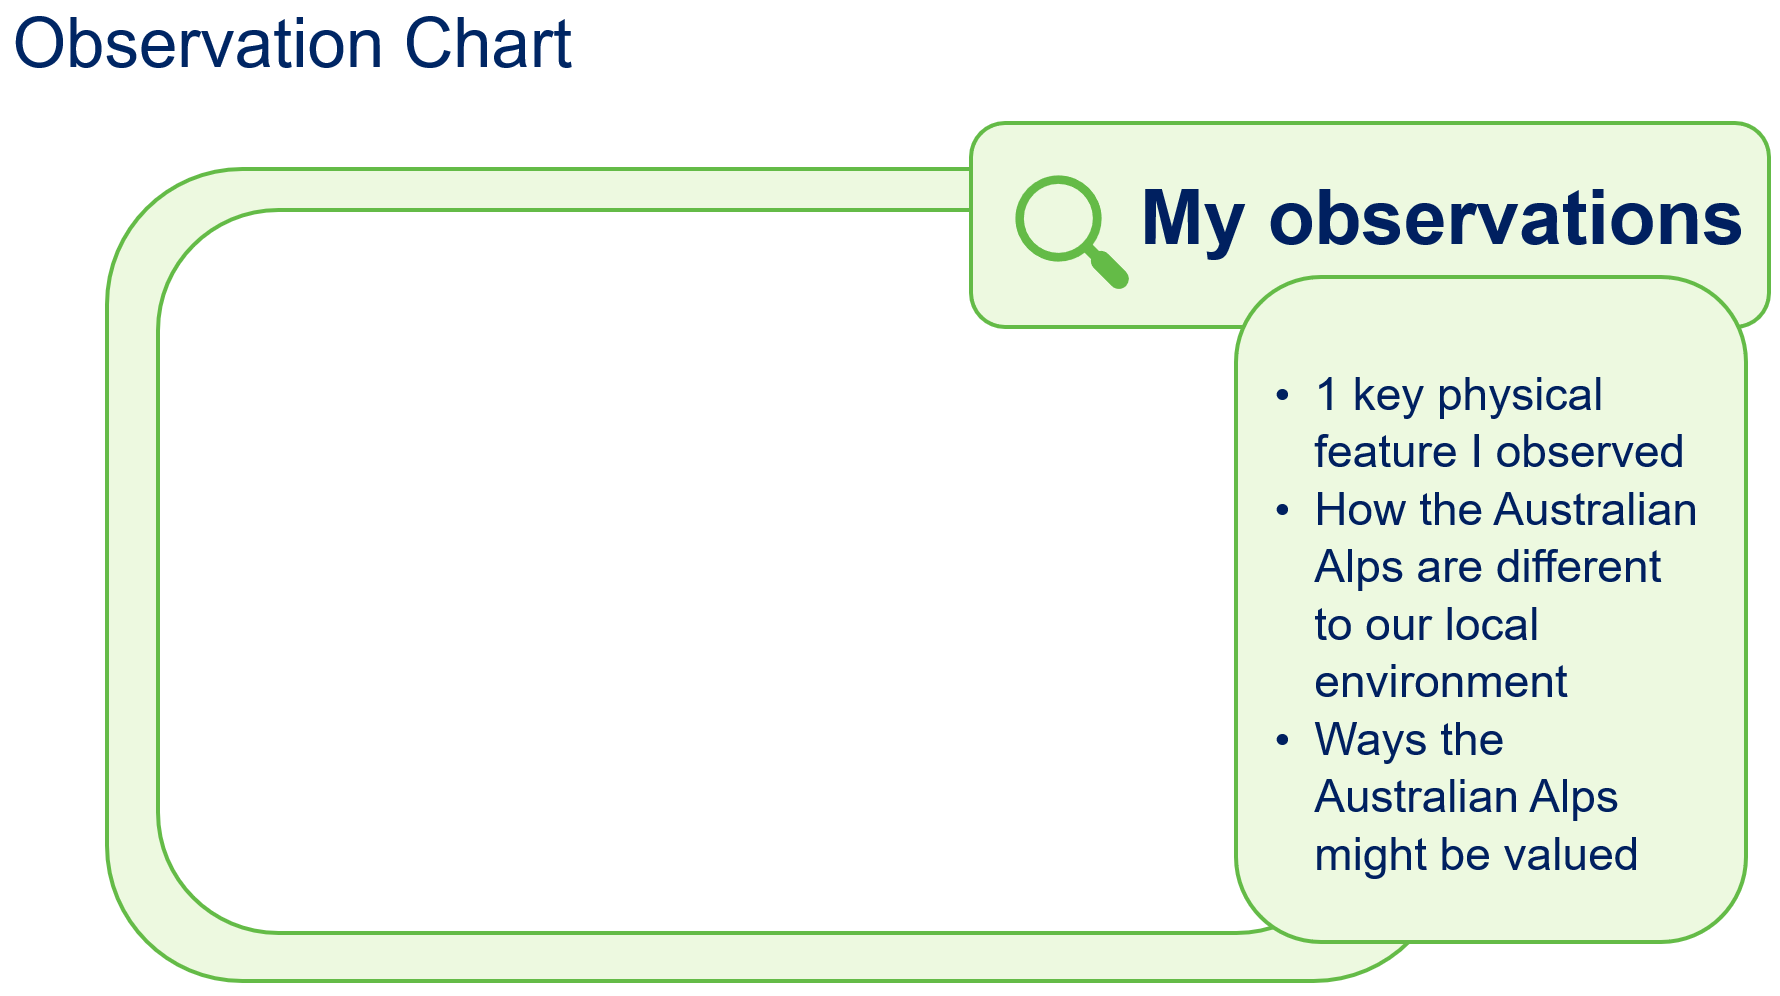 Observation Chart
My observations
• 1 key physical
feature I observed
• How the Australian
Alps are different
to our local
environment
• Ways the
Australian Alps
might be valued